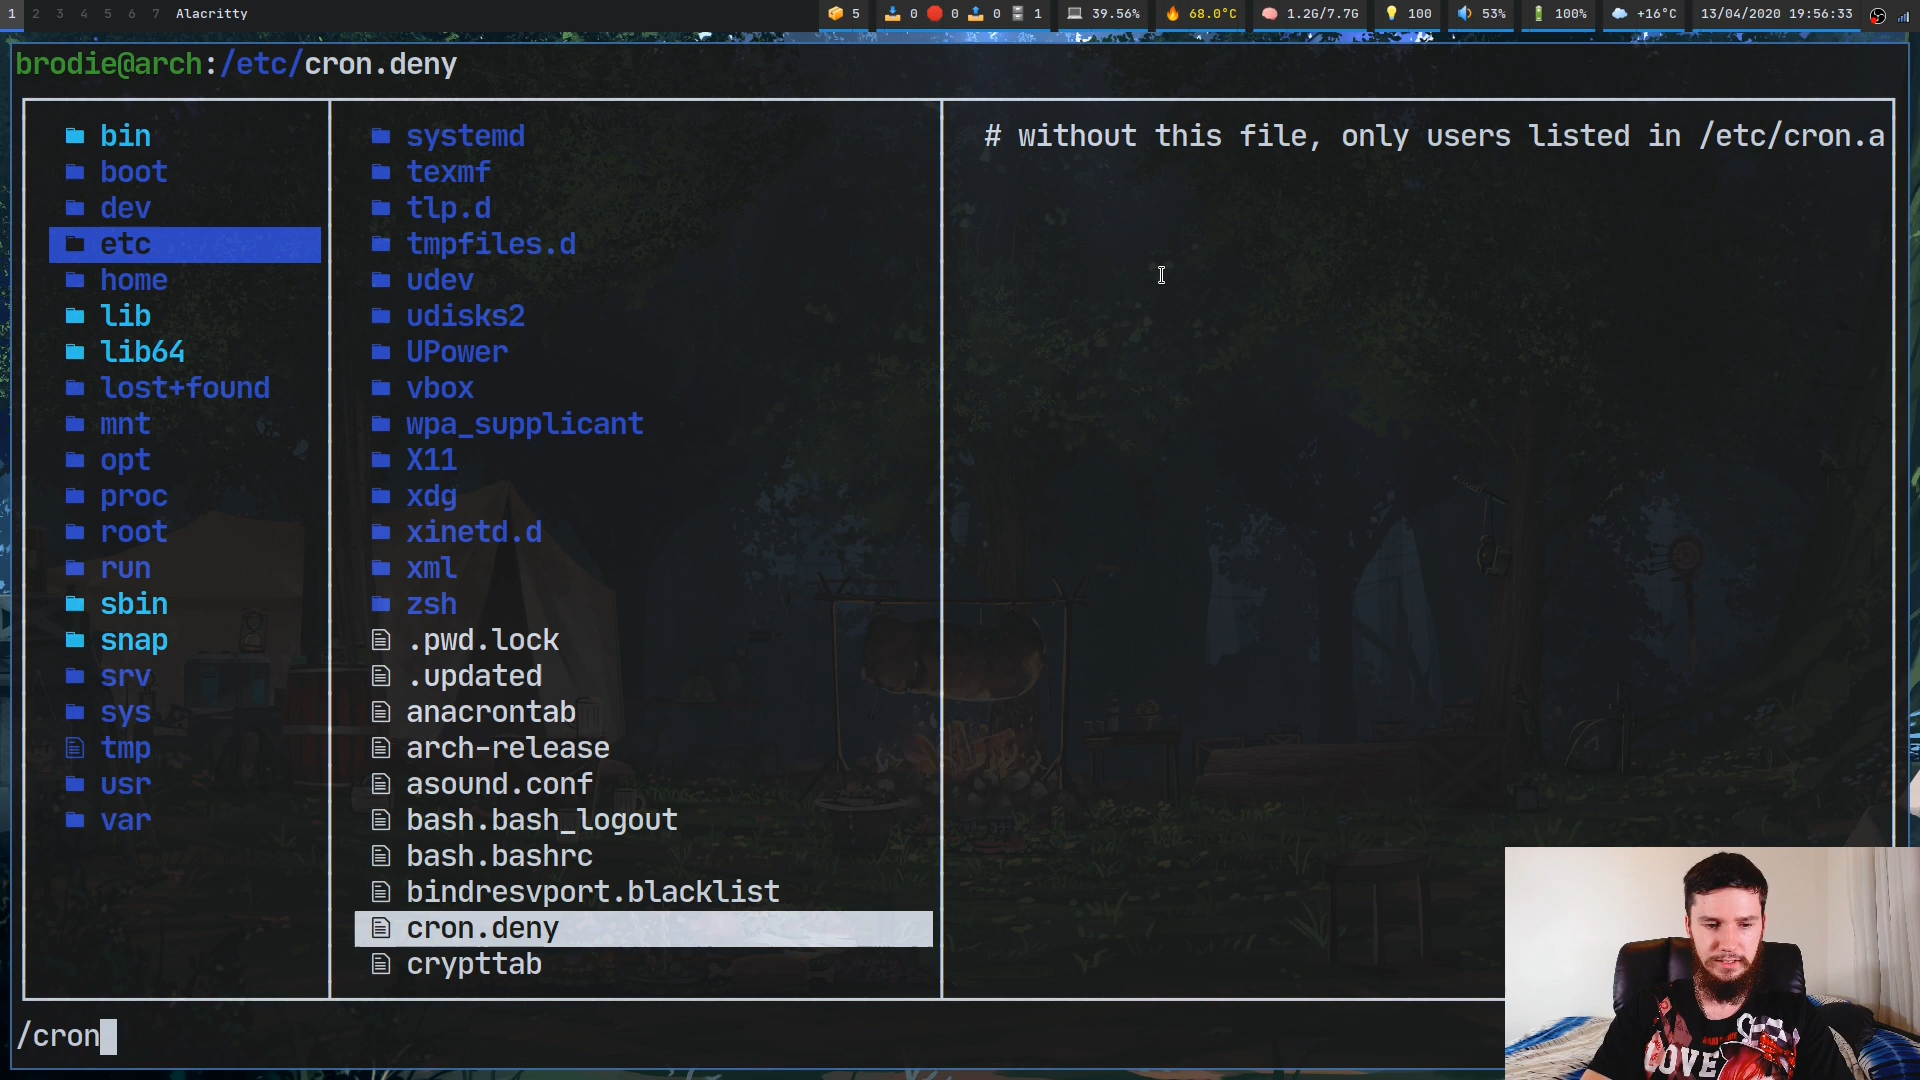 1 2 3 4 5 6 7 Alacritty 5 0 0 0 1 39.56% 68.0°C 1.2G/7.7G 100 53% 100% +16°C 13/04/2020 19:56:33
brodie@arch:/etc/cron.deny
bin
boot
dev
etc
home
lib
lib64
lost+found
mnt
opt
proc
root
run
sbin
snap
srv
sys
tmp
usr
var
systemd
texmf
tlp.d
tmpfiles.d
udev
udisks2
UPower
vbox
wpa_supplicant
X11
xdg
xinetd.d
xml
zsh
.pwd.lock
.updated
anacrontab
arch-release
asound.conf
bash.bash_logout
bash.bashrc
bindresvport.blacklist
cron.deny
crypttab
# without this file, only users listed in /etc/cron.a
/cron
LOVE